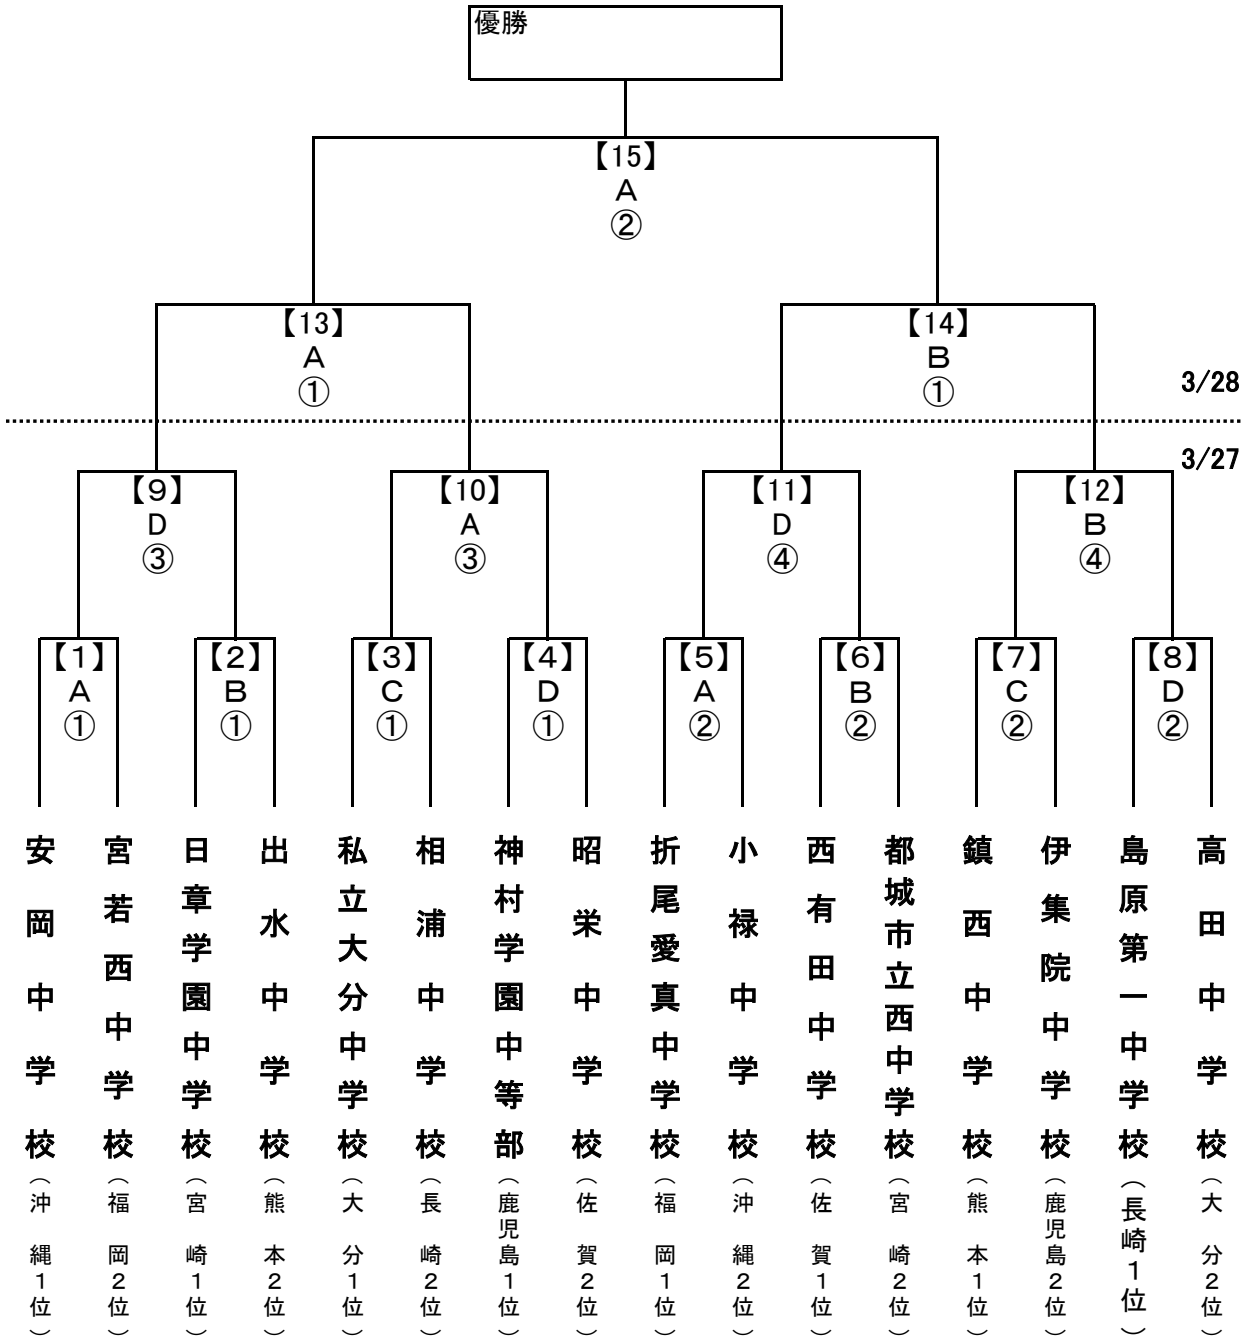 優勝
【15】
A
②
【13】
A
①
【14】
B
①
3/28
3/27
【9】
D
③
【10】
A
③
【11】
D
④
【12】
B
④
【1】
A
①
【2】
B
①
【3】
C
①
【4】
D
①
【5】
A
②
【6】
B
②
【7】
C
②
【8】
D
②
安岡中学校（沖縄1位）
宮若西中学校（福岡2位）
日章学園中学校（宮崎1位）
出水中学校（熊本2位）
私立大分中学校（大分1位）
相浦中学校（長崎2位）
神村学園中等部（鹿児島1位）
昭栄中学校（佐賀2位）
折尾愛真中学校（福岡1位）
小禄中学校（沖縄2位）
西有田中学校（佐賀1位）
都城市立西中学校（宮崎2位）
鎮西中学校（熊本1位）
伊集院中学校（鹿児島2位）
島原第一中学校（長崎1位）
高田中学校（大分2位）